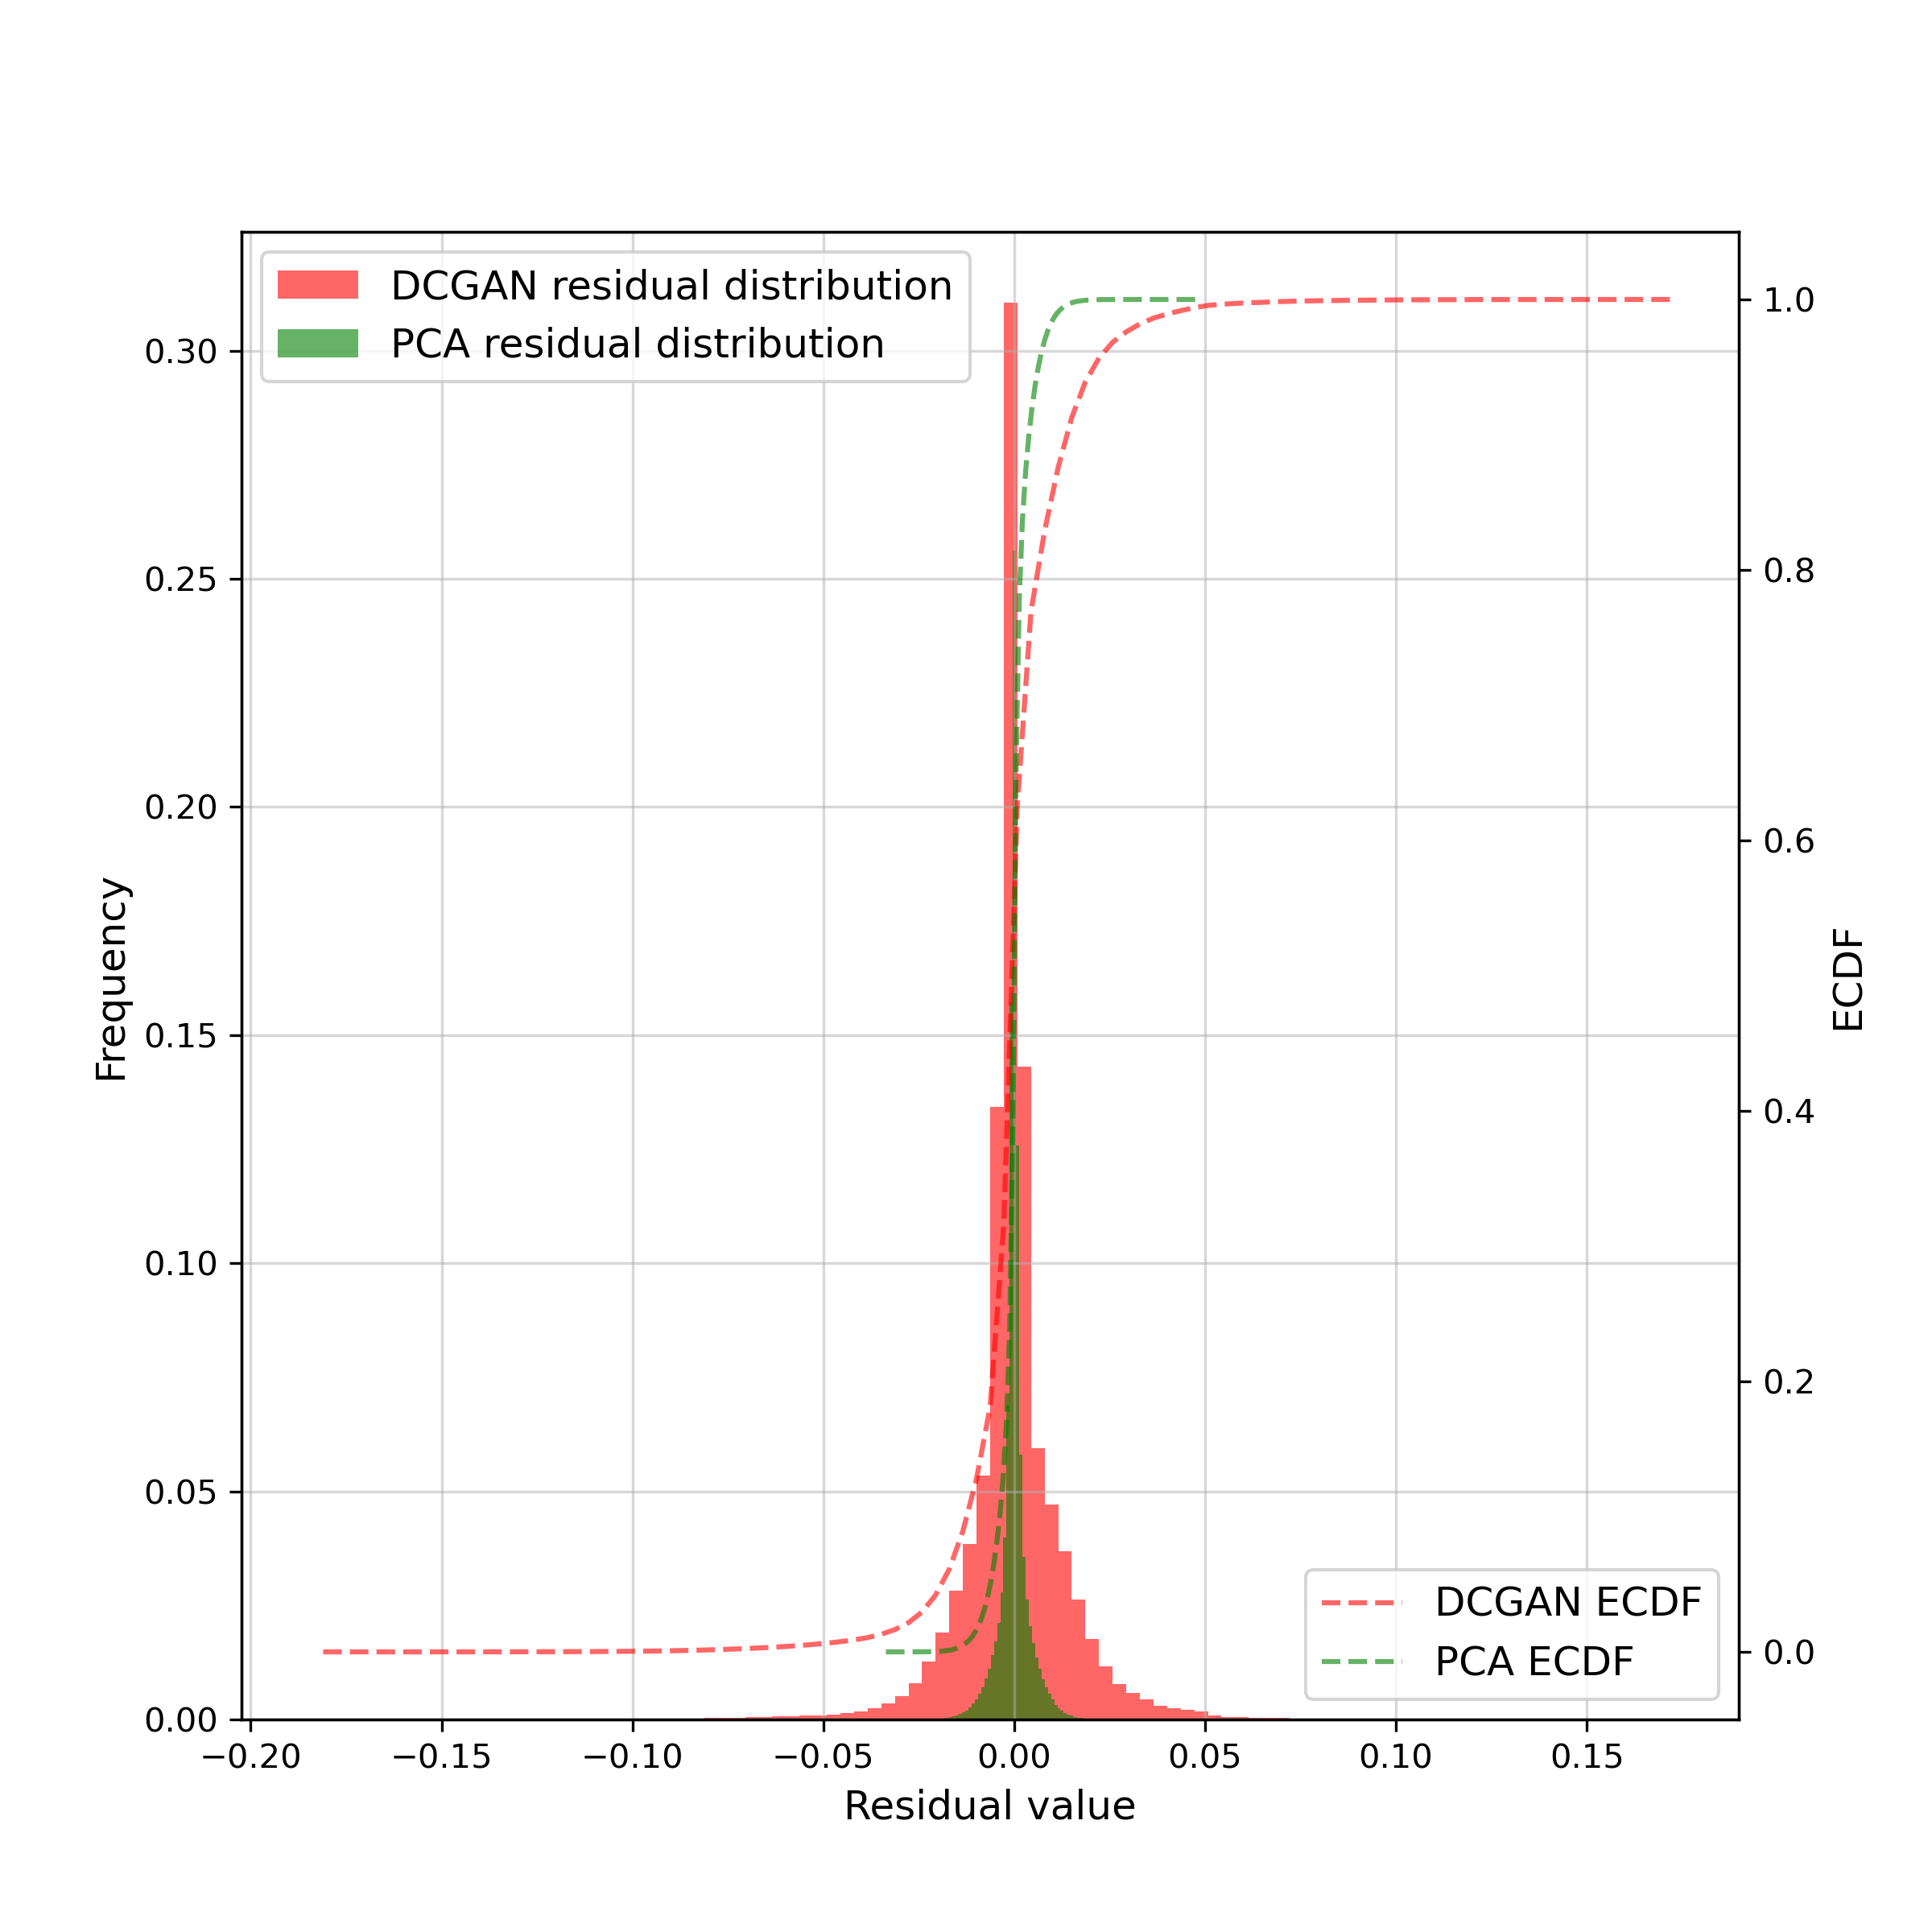 DCGAN residual distribution
PCA residual distribution
0.30
0.25
0.20
0.15
0.10
0.05
0.00
Frequency
1.0
0.8
0.6
0.4
0.2
0.0
ECDF
DCGAN ECDF
PCA ECDF
−0.20 −0.15 −0.10 −0.05 0.00 0.05 0.10 0.15
Residual value